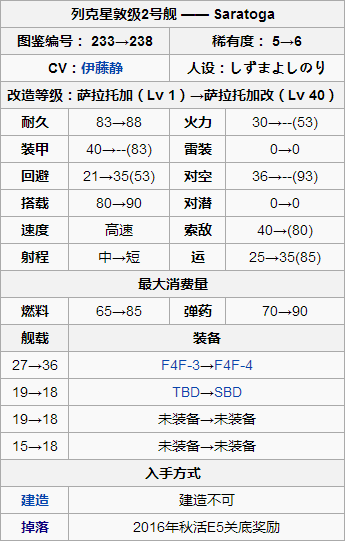 列克星敦级2号舰 —— Saratoga
图鉴编号： 233→238 稀有度： 5→6
CV：伊藤静 人设：しずまよしのり
改造等级：萨拉托加（Lv 1）→萨拉托加改（Lv 40）
耐久 83→88 火力 30→--(53)
装甲 40→--(83) 雷装 0→0
回避 21→35(53) 对空 36→--(93)
搭载 80→90 对潜 0→0
速度 高速 索敌 40→(80)
射程 中→短 运 25→35(85)
最大消费量
燃料 65→85 弹药 70→90
舰载 装备
27→36 F4F-3→F4F-4
19→18 TBD→SBD
19→18 未装备→未装备
15→18 未装备→未装备
入手方式
建造 建造不可
掉落 2016年秋活E5关底奖励